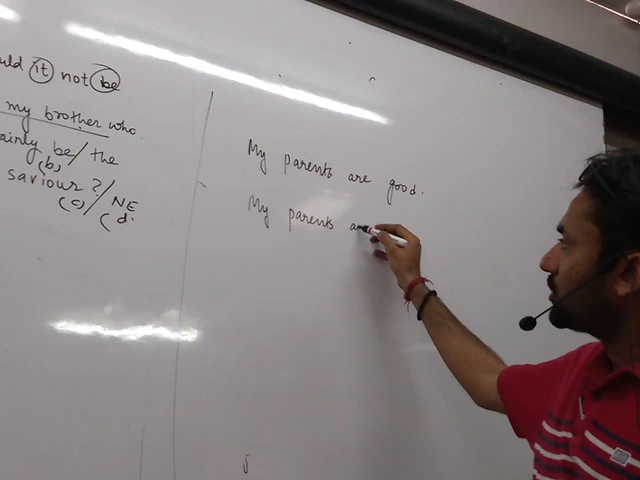 uld it not be
my brother who
ainly be/ the
(b)
saviour ?/ NE
(c) (d.
My parents are good.
My parents a